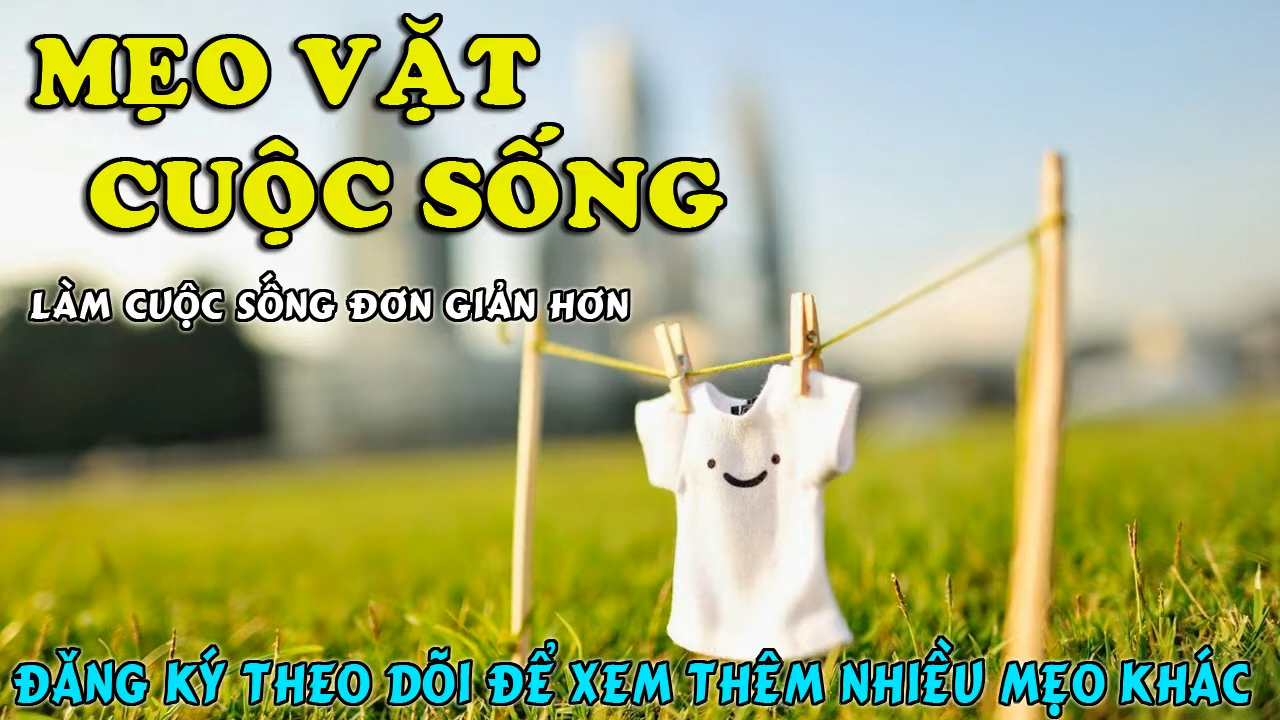 MẸO VẶT
CUỘC SỐNG
LÀM CUỘC SỐNG ĐƠN GIẢN HƠN
ĐĂNG KÝ THEO DÕI ĐỂ XEM THÊM NHIỀU MẸO KHÁC